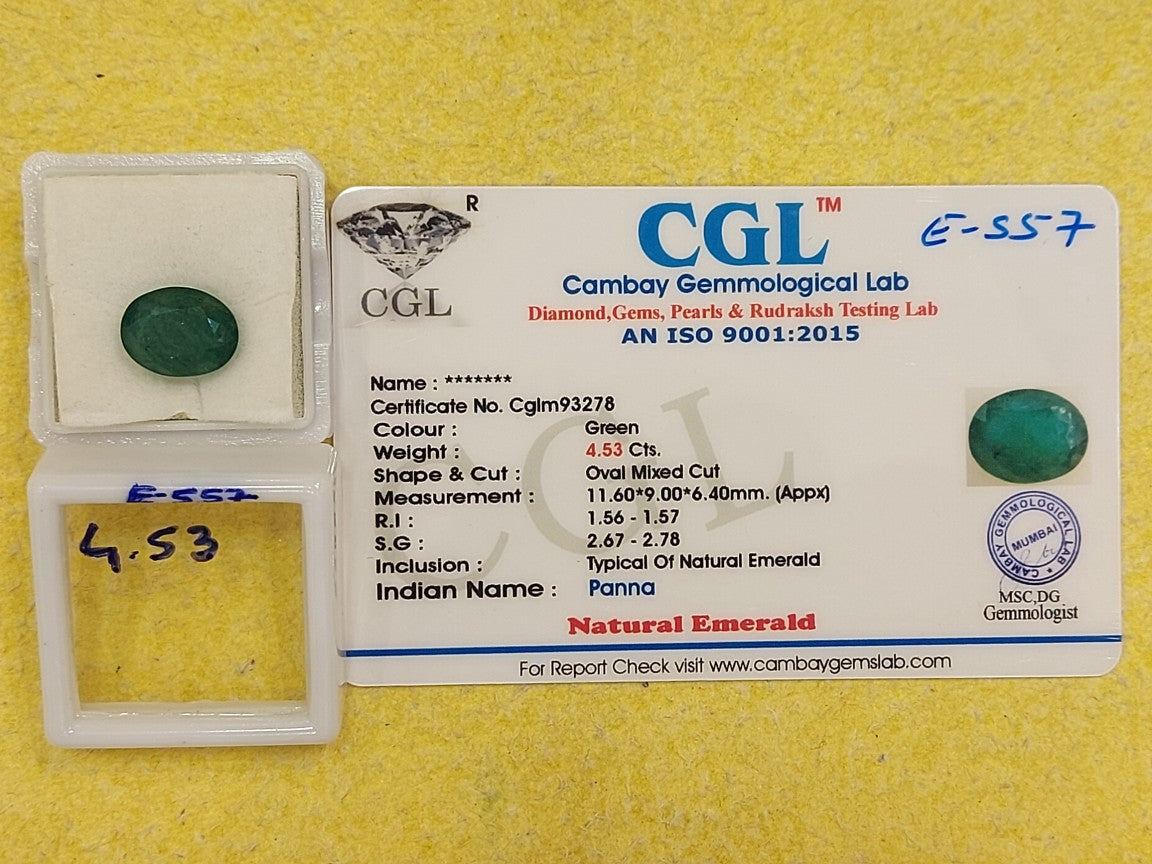 R
CGL
CGL™
E-557
Cambay Gemmological Lab
Diamond,Gems, Pearls & Rudraksh Testing Lab
AN ISO 9001:2015
Name : *******
Certificate No. Cglm93278
Colour : Green
Weight : 4.53 Cts.
Shape & Cut : Oval Mixed Cut
Measurement : 11.60*9.00*6.40mm. (Appx)
R.I : 1.56 - 1.57
S.G : 2.67 - 2.78
Inclusion : Typical Of Natural Emerald
Indian Name : Panna
Natural Emerald
For Report Check visit www.cambaygemslab.com
CGL
GEMMOLOGICAL LAB
MUMBAI
CAMBAY
MSC,DG
Gemmologist
E-557
4.53